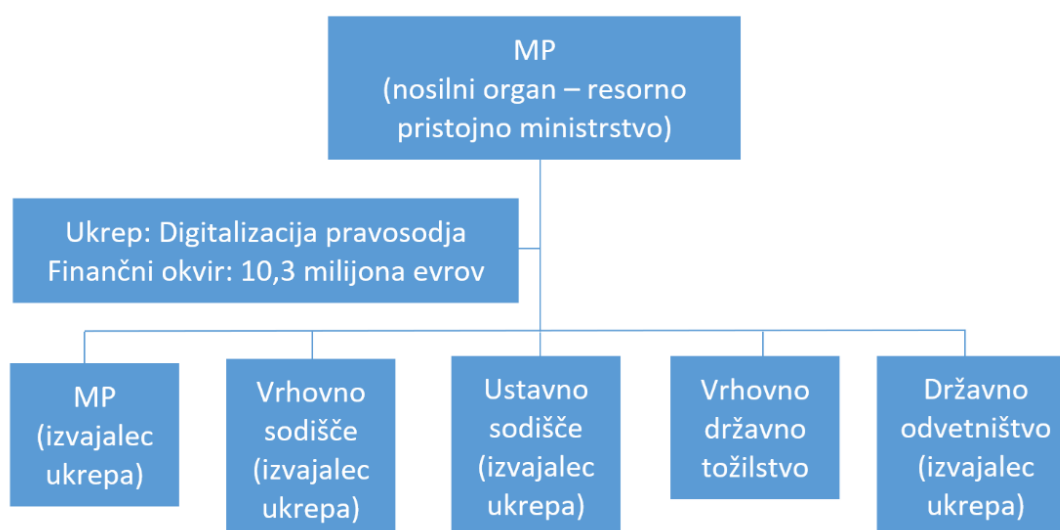 MP
(nosilni organ – resorno
pristojno ministrstvo)
Ukrep: Digitalizacija pravosodja
Finančni okvir: 10,3 milijona evrov
MP
(izvajalec
ukrepa)
Vrhovno
sodišče
(izvajalec
ukrepa)
Ustavno
sodišče
(izvajalec
ukrepa)
Vrhovno
državno
tožilstvo
Državno
odvetništvo
(izvajalec
ukrepa)